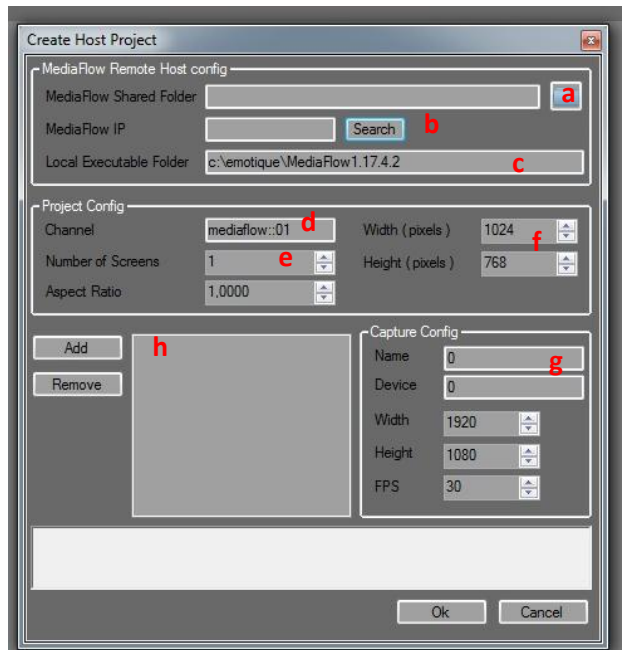 Create Host Project
MediaFlow Remote Host config
MediaFlow Shared Folder a
MediaFlow IP Search b
Local Executable Folder c:\emotique\MediaFlow1.17.4.2 c
Project Config
Channel mediaflow::01 d Width ( pixels ) 1024 f
Number of Screens 1 e Height ( pixels ) 768
Aspect Ratio 1,0000
Add h
Remove
Capture Config
Name 0 g
Device 0
Width 1920
Height 1080
FPS 30
Ok Cancel